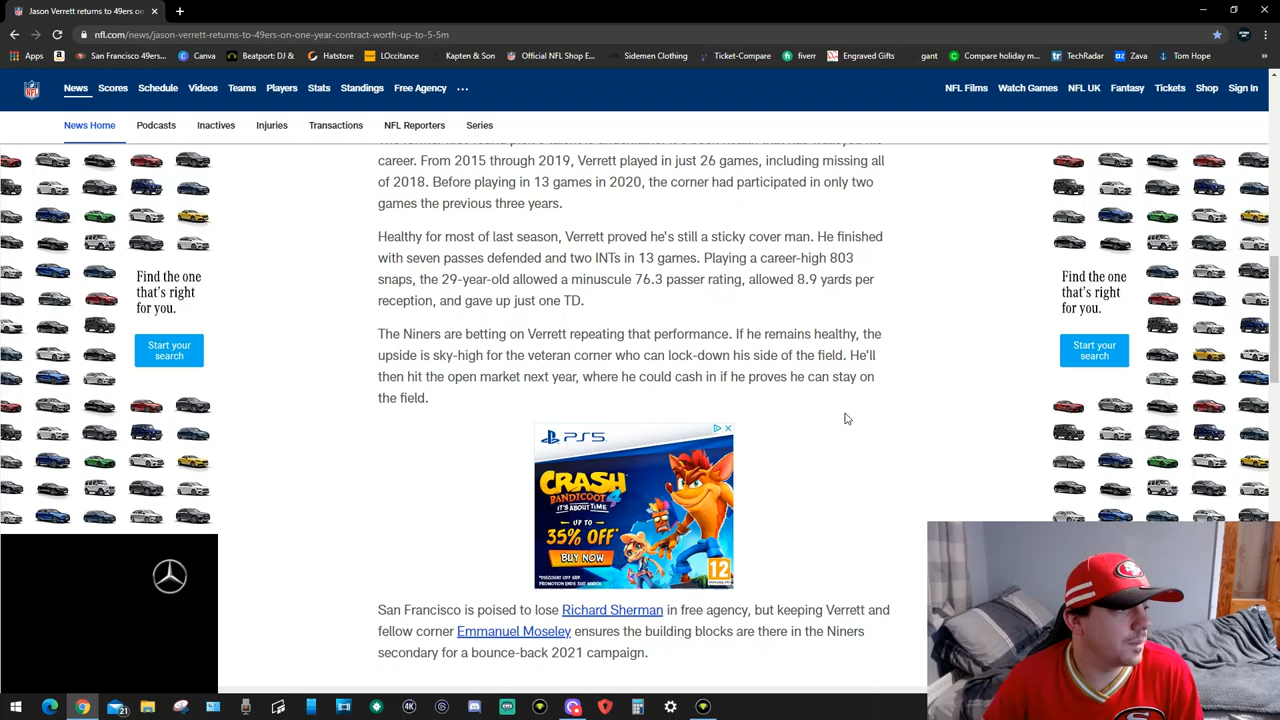 Jason Verrett returns to 49ers on
nfl.com/news/jason-verrett-returns-to-49ers-on-one-year-contract-worth-up-to-5-5m
Apps
San Francisco 49ers...
Canva
Beatport: DJ &
Hatstore
LOccitance
Kapten & Son
Official NFL Shop E...
Sidemen Clothing
Ticket-Compare
fiverr
Engraved Gifts
gant
Compare holiday m...
TechRadar
Zava
Tom Hope
News Scores Schedule Videos Teams Players Stats Standings Free Agency ...
NFL Films Watch Games NFL UK Fantasy Tickets Shop Sign In
News Home Podcasts Inactives Injuries Transactions NFL Reporters Series
career. From 2015 through 2019, Verrett played in just 26 games, including missing all
of 2018. Before playing in 13 games in 2020, the corner had participated in only two
games the previous three years.
Healthy for most of last season, Verrett proved he's still a sticky cover man. He finished
with seven passes defended and two INTs in 13 games. Playing a career-high 803
snaps, the 29-year-old allowed a minuscule 76.3 passer rating, allowed 8.9 yards per
reception, and gave up just one TD.
The Niners are betting on Verrett repeating that performance. If he remains healthy, the
upside is sky-high for the veteran corner who can lock-down his side of the field. He'll
then hit the open market next year, where he could cash in if he proves he can stay on
the field.
Find the one
that's right
for you.
Start your
search
Find the one
that's right
for you.
Start your
search
PS5
CRASH
BANDICOOT 4
IT'S ABOUT TIME
UP TO
35% OFF*
BUY NOW
*DISCOUNT OFF SRP.
PROMOTION ENDS 31ST MARCH
12
San Francisco is poised to lose Richard Sherman in free agency, but keeping Verrett and
fellow corner Emmanuel Moseley ensures the building blocks are there in the Niners
secondary for a bounce-back 2021 campaign.
21
4K